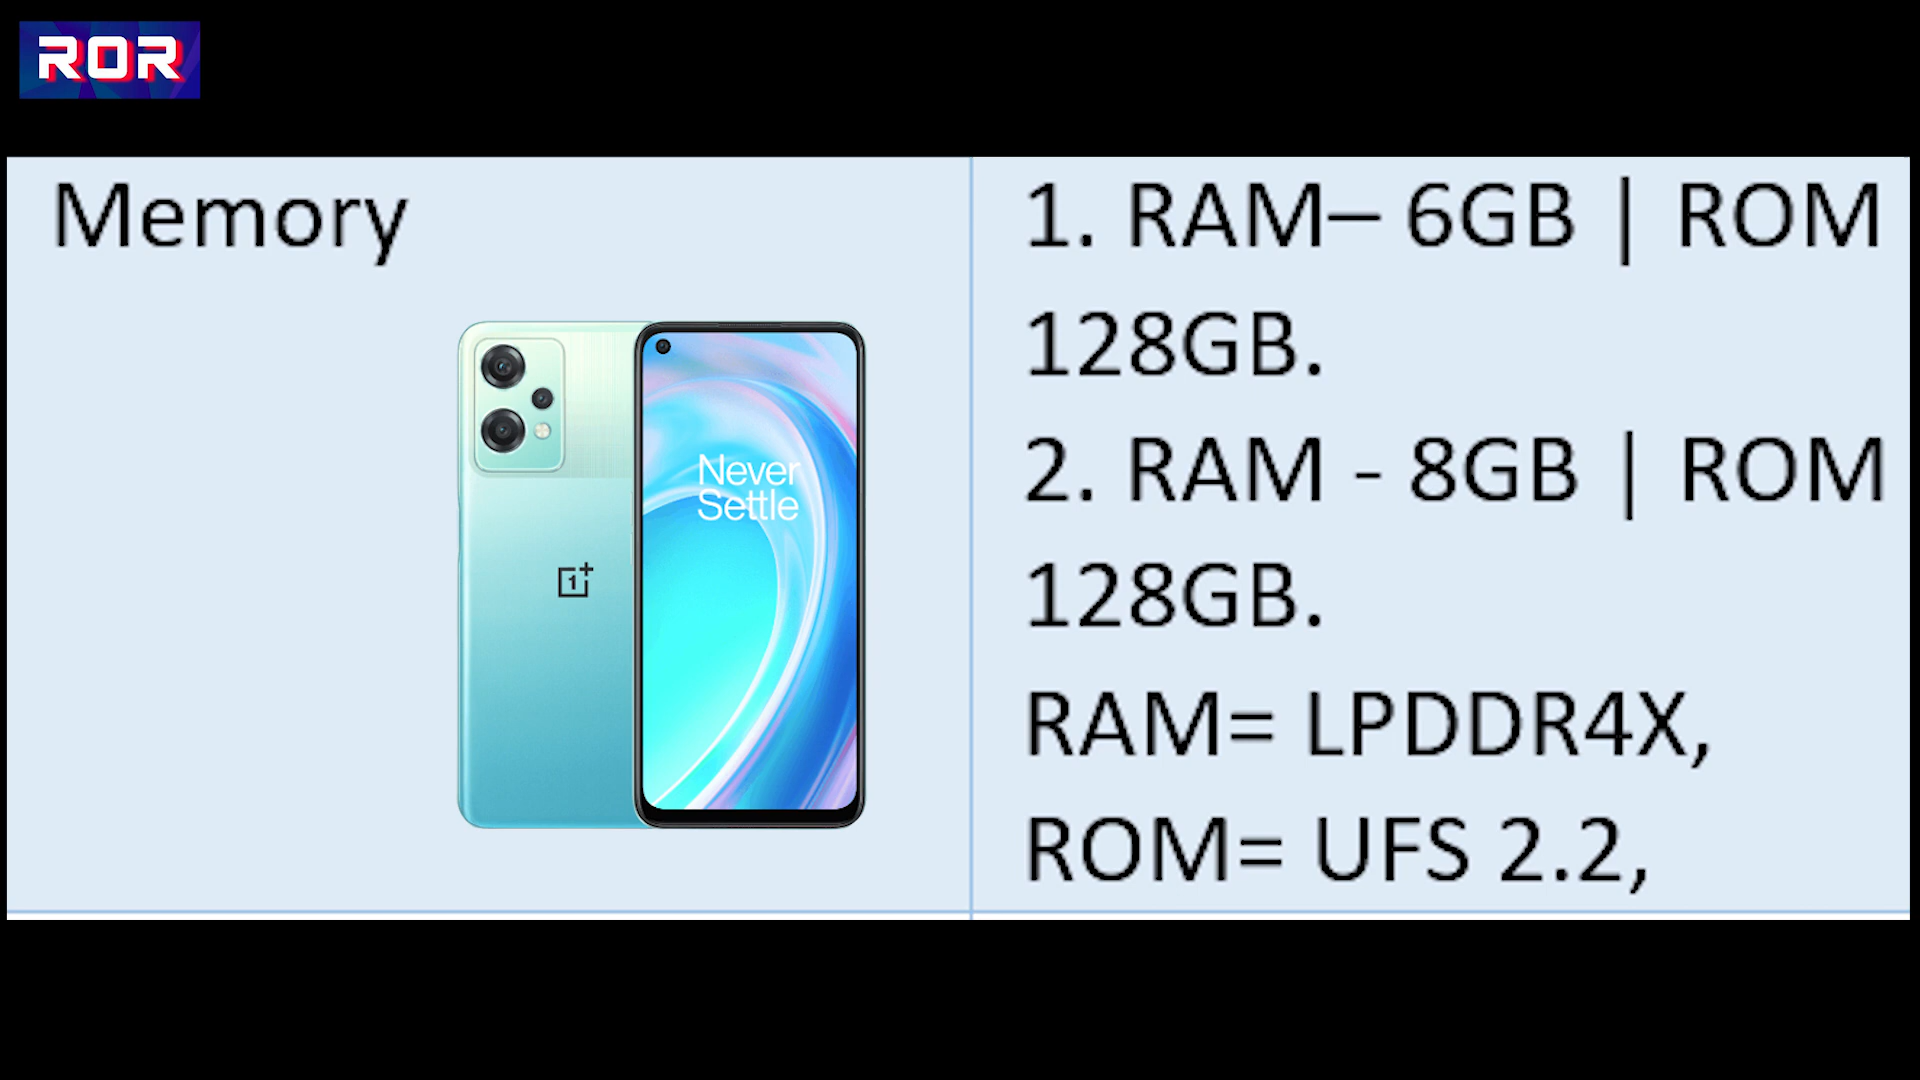 ROR
Memory
1. RAM– 6GB | ROM
128GB.
2. RAM - 8GB | ROM
128GB.
RAM= LPDDR4X,
ROM= UFS 2.2,
Never
Settle
1+